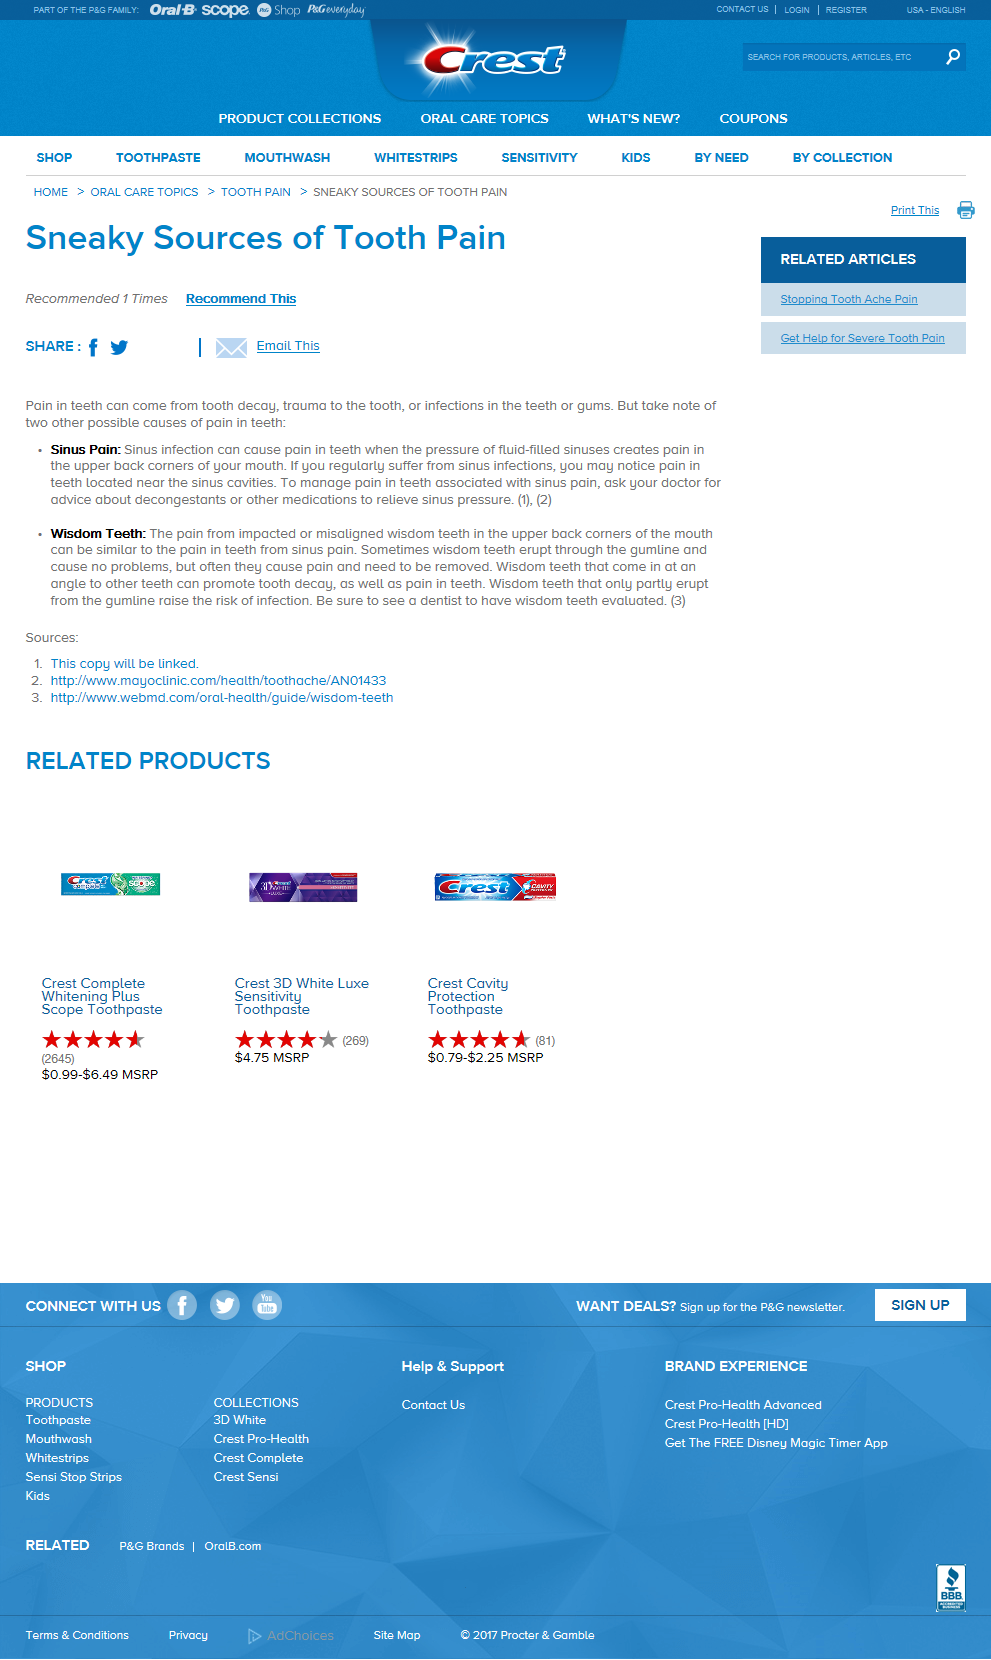 PART OF THE P&G FAMILY: Oral-B scope. P&G Shop P&G everyday
CONTACT US | LOGIN | REGISTER USA - ENGLISH
Crest
SEARCH FOR PRODUCTS, ARTICLES, ETC
PRODUCT COLLECTIONS ORAL CARE TOPICS WHAT'S NEW? COUPONS
SHOP TOOTHPASTE MOUTHWASH WHITESTRIPS SENSITIVITY KIDS BY NEED BY COLLECTION
HOME > ORAL CARE TOPICS > TOOTH PAIN > SNEAKY SOURCES OF TOOTH PAIN
Print This
Sneaky Sources of Tooth Pain
RELATED ARTICLES
Stopping Tooth Ache Pain
Get Help for Severe Tooth Pain
Recommended 1 Times Recommend This
SHARE : | Email This
Pain in teeth can come from tooth decay, trauma to the tooth, or infections in the teeth or gums. But take note of
two other possible causes of pain in teeth:
• Sinus Pain: Sinus infection can cause pain in teeth when the pressure of fluid-filled sinuses creates pain in
the upper back corners of your mouth. If you regularly suffer from sinus infections, you may notice pain in
teeth located near the sinus cavities. To manage pain in teeth associated with sinus pain, ask your doctor for
advice about decongestants or other medications to relieve sinus pressure. (1), (2)
• Wisdom Teeth: The pain from impacted or misaligned wisdom teeth in the upper back corners of the mouth
can be similar to the pain in teeth from sinus pain. Sometimes wisdom teeth erupt through the gumline and
cause no problems, but often they cause pain and need to be removed. Wisdom teeth that come in at an
angle to other teeth can promote tooth decay, as well as pain in teeth. Wisdom teeth that only partly erupt
from the gumline raise the risk of infection. Be sure to see a dentist to have wisdom teeth evaluated. (3)
Sources:
1. This copy will be linked.
2. http://www.mayoclinic.com/health/toothache/AN01433
3. http://www.webmd.com/oral-health/guide/wisdom-teeth
RELATED PRODUCTS
Crest scope
Crest 3D WHITE LUXE
Crest CAVITY
Crest Complete
Whitening Plus
Scope Toothpaste
(2645)
$0.99-$6.49 MSRP
Crest 3D White Luxe
Sensitivity
Toothpaste
(269)
$4.75 MSRP
Crest Cavity
Protection
Toothpaste
(81)
$0.79-$2.25 MSRP
CONNECT WITH US You Tube
WANT DEALS? Sign up for the P&G newsletter. SIGN UP
SHOP
PRODUCTS
Toothpaste
Mouthwash
Whitestrips
Sensi Stop Strips
Kids
COLLECTIONS
3D White
Crest Pro-Health
Crest Complete
Crest Sensi
Help & Support
Contact Us
BRAND EXPERIENCE
Crest Pro-Health Advanced
Crest Pro-Health [HD]
Get The FREE Disney Magic Timer App
RELATED P&G Brands | OralB.com
BBB
Terms & Conditions Privacy AdChoices Site Map © 2017 Procter & Gamble